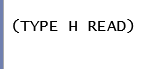 (TYPE H READ)